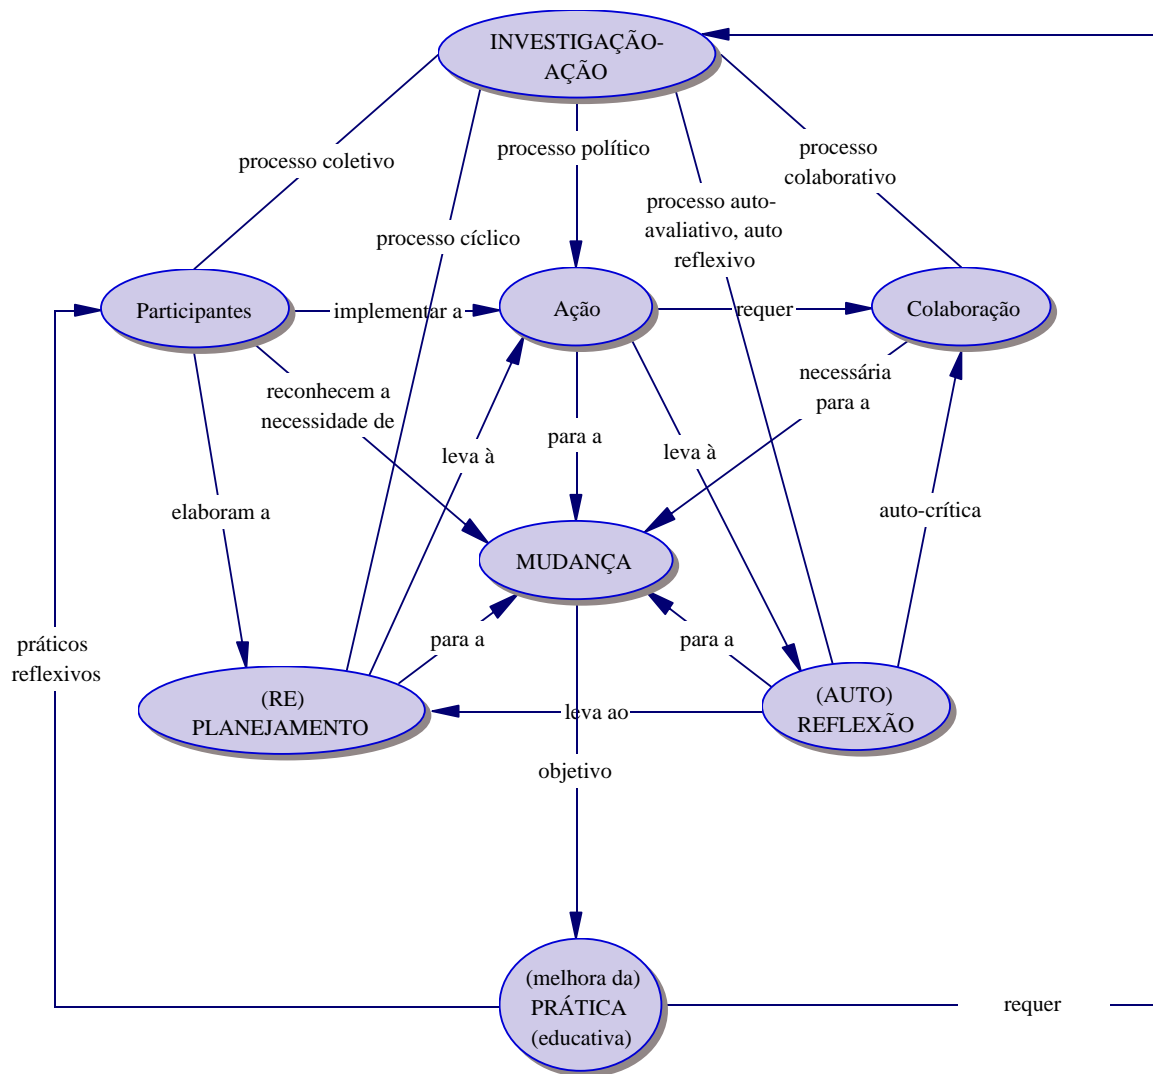 INVESTIGAÇÃO-
AÇÃO
processo coletivo
processo político
processo
colaborativo
processo cíclico
processo auto-
avaliativo, auto
reflexivo
Participantes
implementar a
Ação
requer
Colaboração
reconhecem a
necessidade de
necessária
para a
leva à
para a
leva à
elaboram a
auto-crítica
MUDANÇA
práticos
reflexivos
para a
para a
(RE)
PLANEJAMENTO
leva ao
(AUTO)
REFLEXÃO
objetivo
(melhora da)
PRÁTICA
(educativa)
requer